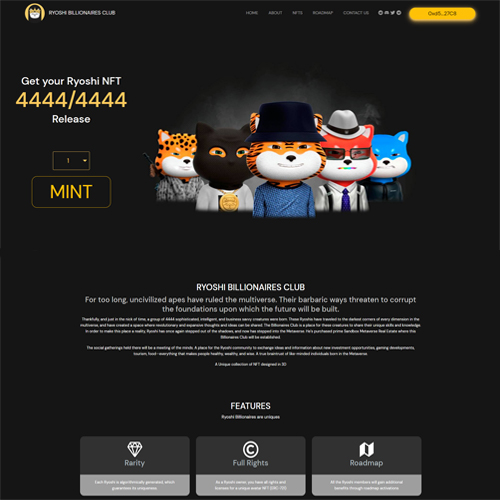 RYOSHI BILLIONAIRES CLUB
HOME ABOUT NFTS ROADMAP CONTACT US
0xd5...27C8
Get your Ryoshi NFT
4444/4444
Release
1
MINT
RYOSHI BILLIONAIRES CLUB
For too long, uncivilized apes have ruled the multiverse. Their barbaric ways threaten to corrupt
the foundations upon which the future will be built.
Thankfully, and just in the nick of time, a group of 4444 sophisticated, intelligent, and business savvy creatures were born. These Ryoshis have traveled to the darkest corners of every dimension in the
multiverse, and have created a space where revolutionary and expansive thoughts and ideas can be shared. The Billionaires Club is a place for these creatures to share their unique skills and knowledge.
In order to make this place a reality, Ryoshi has once again stepped out of the shadows, and now has stepped into the Metaverse. He's purchased prime Sandbox Metaverse Real Estate where this
Billionaires Club will be established.
The social gatherings held there will be a meeting of the minds. A place for the Ryoshi community to exchange ideas and information about new investment opportunities, gaming developments,
tourism, food - everything that makes people healthy, wealthy, and wise. A true braintrust of like-minded individuals born in the Metaverse.
A Unique collection of NFT designed in 3D
FEATURES
Ryoshi Billionaires are uniques
Rarity
Full Rights
Roadmap
Each Ryoshi is algorithmically generated, which
guarantees its uniqueness
As a Ryoshi owner, you have all rights and
licenses for a unique avatar NFT
All the Ryoshi members will gain additional
benefits through roadmap activations.